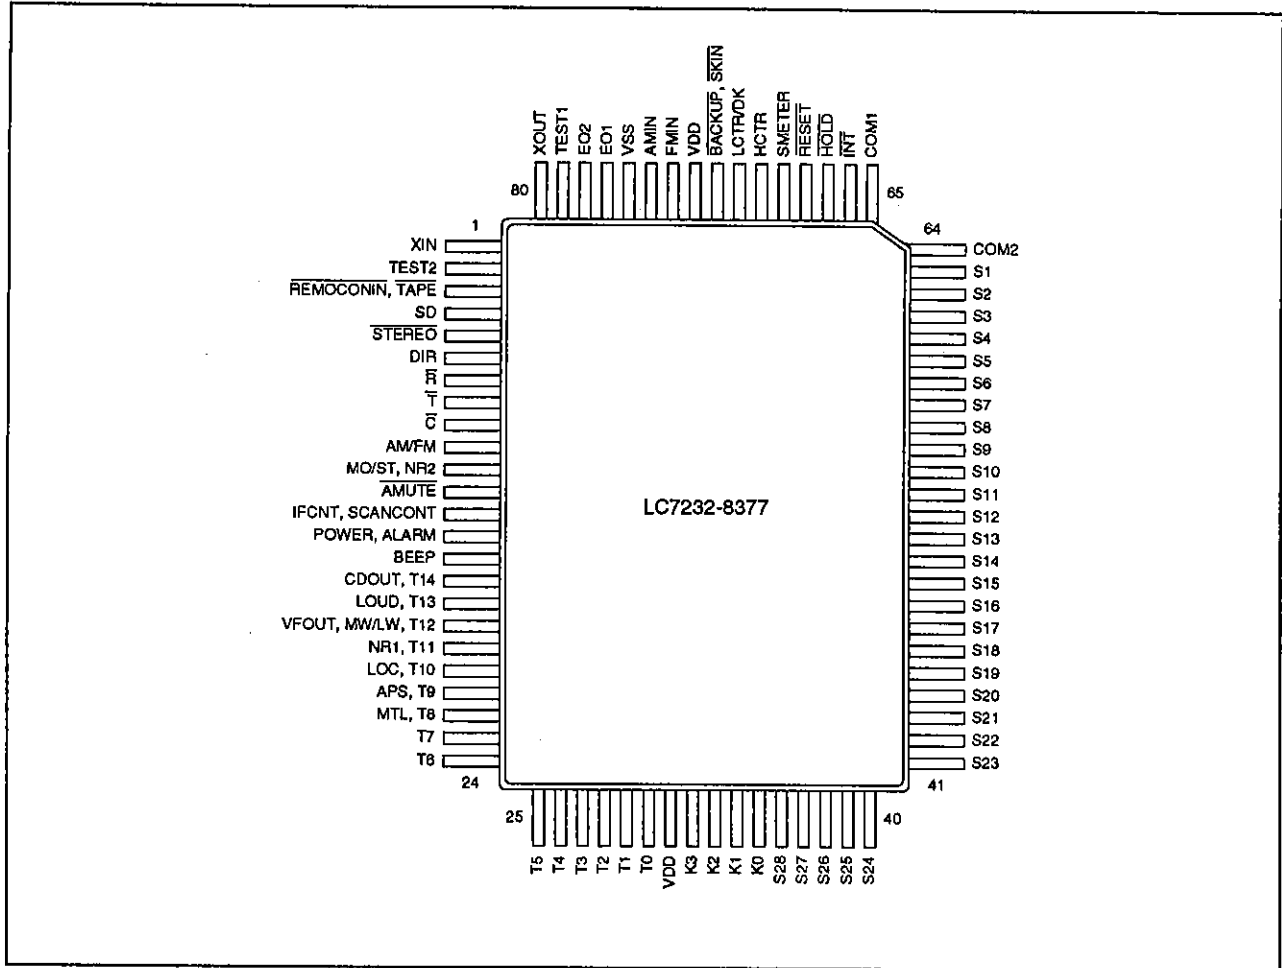 XOUT
TEST1
EO2
EO1
VSS
AMIN
FMIN
VDD
BACKUP, SKIN
LCTR/DK
HCTR
SMETER
RESET
HOLD
INT
COM1
80
65
1
64
XIN
TEST2
REMOCONIN, TAPE
SD
STEREO
DIR
R
T
C
AM/FM
MO/ST, NR2
AMUTE
IFCNT, SCANCONT
POWER, ALARM
BEEP
CDOUT, T14
LOUD, T13
VFOUT, MW/LW, T12
NR1, T11
LOC, T10
APS, T9
MTL, T8
T7
T6
LC7232-8377
COM2
S1
S2
S3
S4
S5
S6
S7
S8
S9
S10
S11
S12
S13
S14
S15
S16
S17
S18
S19
S20
S21
S22
S23
24
41
25
40
T5
T4
T3
T2
T1
T0
VDD
K3
K2
K1
K0
S28
S27
S26
S25
S24